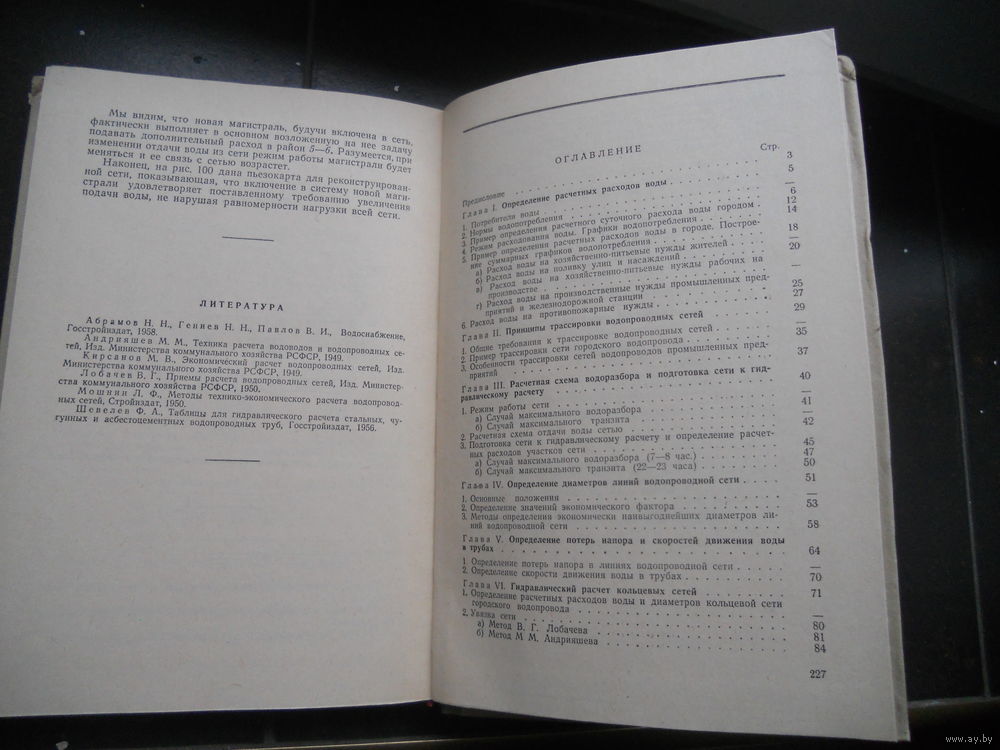 Мы видим, что новая магистраль, будучи включена в сеть,
фактически выполняет в основном возложенную на нее задачу
подавать дополнительный расход в район 5—6. Разумеется, при
изменении отдачи воды из сети режим работы магистрали будет
меняться и ее связь с сетью возрастет.
Наконец, на рис. 100 дана пьезокарта для реконструирован-
ной сети, показывающая, что включение в систему новой маги-
страли удовлетворяет поставленному требованию увеличения
подачи воды, не нарушая равномерности нагрузки всей сети.
ЛИТЕРАТУРА
Абрамов Н. Н., Гениев Н. Н., Павлов В. И., Водоснабжение,
Госстройиздат, 1958.
Андрияшев М. М., Техника расчета водоводов и водопроводных се-
тей, Изд. Министерства коммунального хозяйства РСФСР, 1949.
Кирсанов М. В., Экономический расчет водопроводной сети, Изд.
Министерства коммунального хозяйства РСФСР, 1949.
Лобачев В. Г., Приемы расчета водопроводных сетей, Изд. Министер-
ства коммунального хозяйства РСФСР, 1950.
Мошнин Л. Ф., Методы технико-экономического расчета водопровод-
ных сетей, Стройиздат, 1950.
Шевелев Ф. А., Таблицы для гидравлического расчета стальных, чу-
гунных и асбестоцементных водопроводных труб, Госстройиздат, 1956.
ОГЛАВЛЕНИЕ
Стр.
Предисловие . . . 3
Глава I. Определение расчетных расходов воды . . . 5
1. Потребители воды . . . —
2. Нормы водопотребления . . . 6
3. Пример определения расчетного суточного расхода воды городом . 12
4. Режим расходования воды. Графики водопотребления . . . 14
5. Пример определения расчетных расходов воды в городе. Построе-
ние суммарных графиков водопотребления . . . 18
а) Расход воды на хозяйственно-питьевые нужды жителей . . . —
б) Расход воды на поливку улиц и насаждений . . . 20
в) Расход воды на хозяйственно-питьевые нужды рабочих на
производстве . . . —
г) Расход воды на производственные нужды промышленных пред-
приятий и железнодорожной станции . . . 25
6. Расход воды на противопожарные нужды . . . 27
Глава II. Принципы трассировки водопроводных сетей . . . 29
1. Общие требования к трассировке водопроводных сетей . . . —
2. Пример трассировки сети городского водопровода . . . 35
3. Особенности трассировки сетей водопроводов промышленных пред-
приятий . . . 37
Глава III. Расчетная схема водоразбора и подготовка сети к гид-
равлическому расчету . . . 40
1. Режим работы сети . . . —
а) Случай максимального водоразбора . . . 41
б) Случай максимального транзита . . . —
2. Расчетная схема отдачи воды сетью . . . 42
3. Подготовка сети к гидравлическому расчету и определение расчет-
ных расходов участков сети . . . 45
а) Случай максимального водоразбора (7—8 час.) . . . 47
б) Случай максимального транзита (22—23 часа) . . . 50
Глава IV. Определение диаметров линий водопроводной сети . . . 51
1. Основные положения . . . —
2. Определение значений экономического фактора . . . 53
3. Методы определения экономически наивыгоднейших диаметров ли-
ний водопроводной сети . . . 58
Глава V. Определение потерь напора и скоростей движения воды
в трубах . . . 64
1 Определение потерь напора в линиях водопроводной сети . . . —
2. Определение скорости движения воды в трубах . . . 70
Глава VI. Гидравлический расчет кольцевых сетей . . . 71
1. Определение расчетных расходов воды и диаметров кольцевой сети
городского водопровода . . . —
2. Увязка сети . . . 80
а) Метод В. Г. Лобачева . . . 81
б) Метод М М. Андрияшева . . . 84
227
www.ay.by